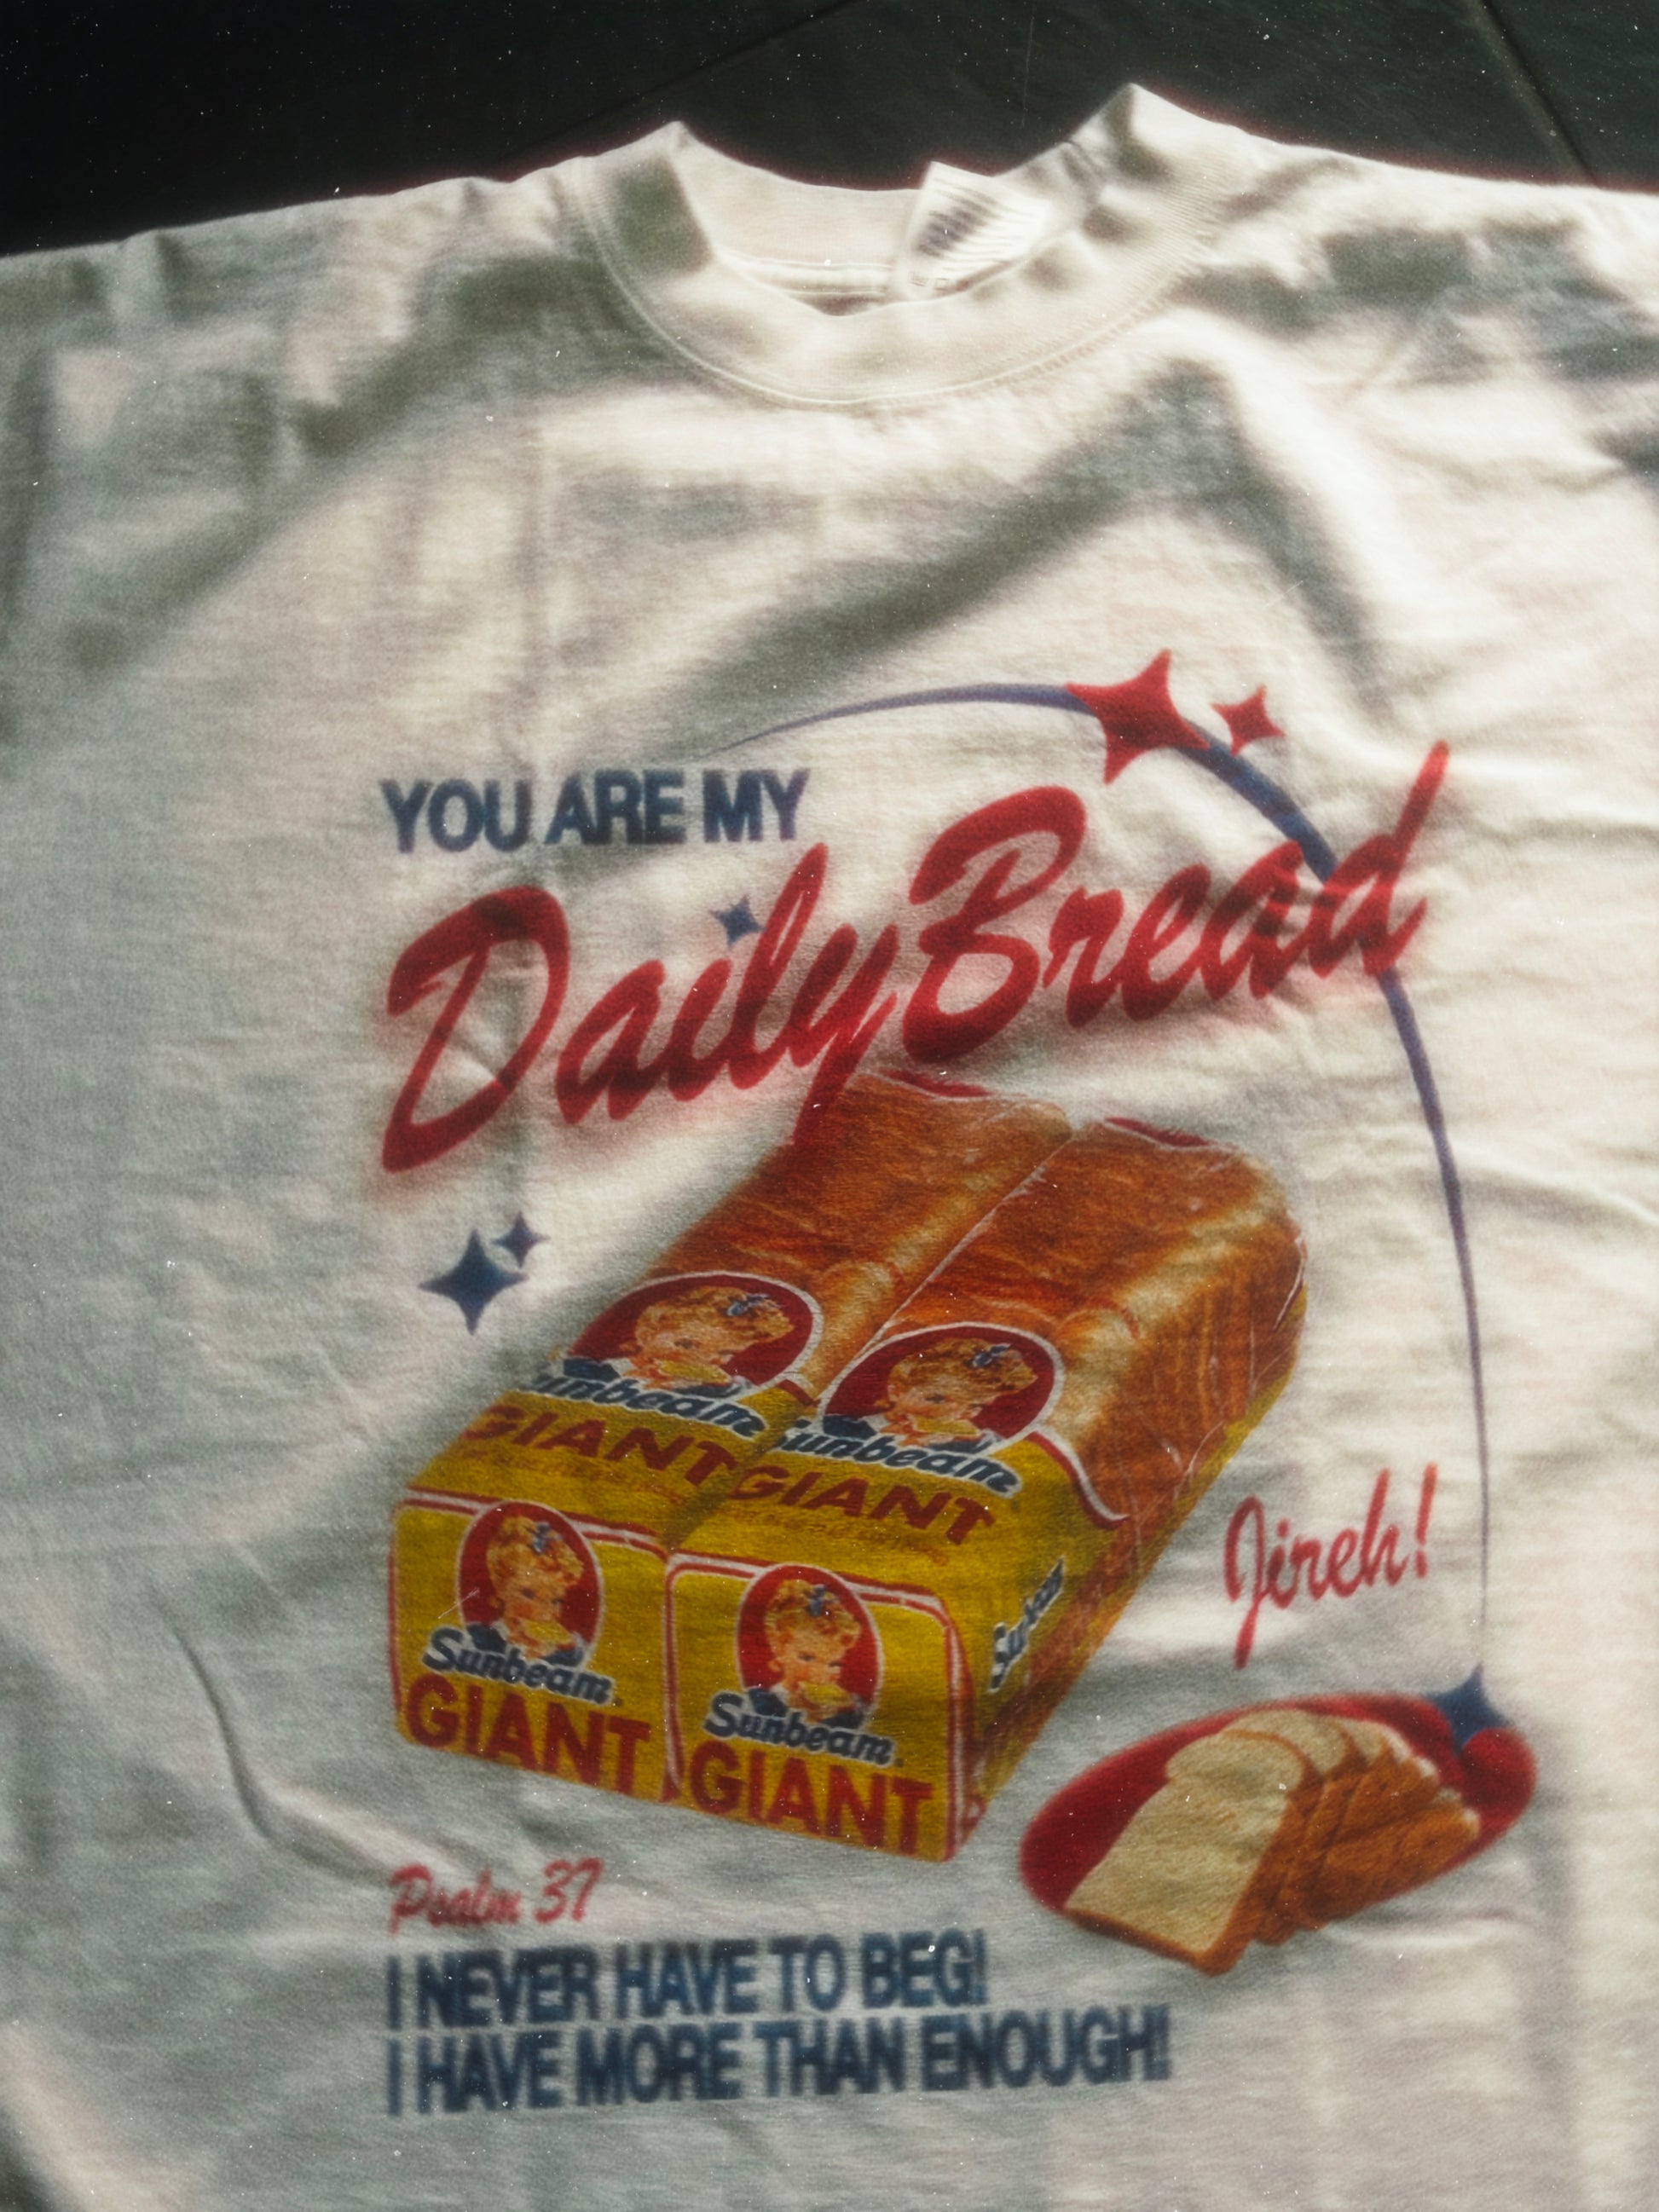 YOU ARE MY
Daily Bread
Sunbeam
GIANT
Sunbeam
GIANT
Jireh!
Sunbeam
GIANT
Sunbeam
GIANT
Psalm 37
I NEVER HAVE TO BEG!
I HAVE MORE THAN ENOUGH!